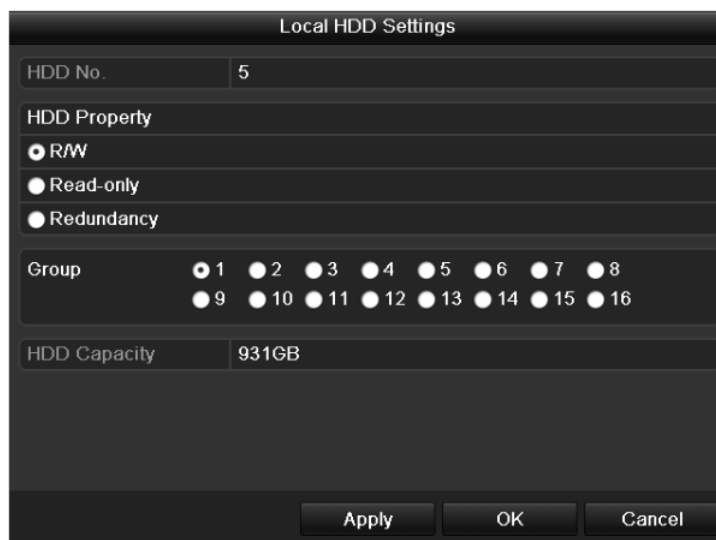 Local HDD Settings
HDD No. 5
HDD Property
R/W
Read-only
Redundancy
Group 1 2 3 4 5 6 7 8
9 10 11 12 13 14 15 16
HDD Capacity 931GB
Apply OK Cancel